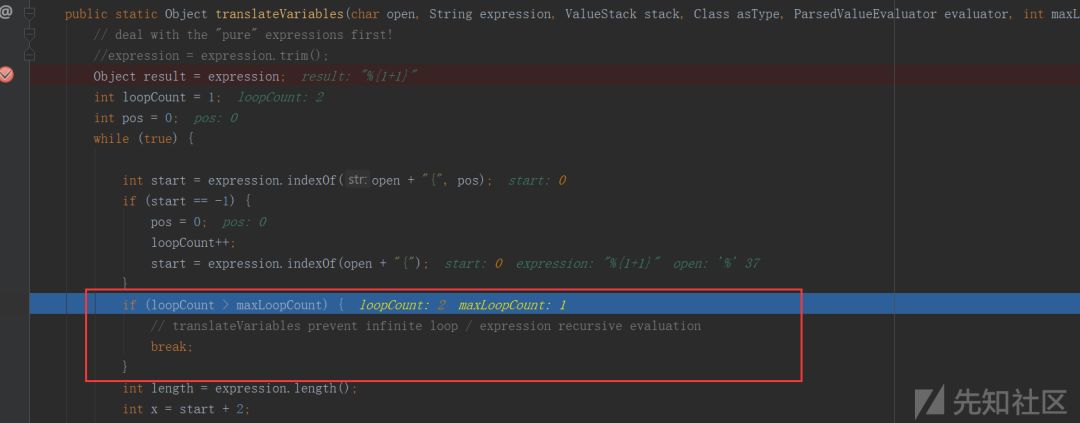 public static Object translateVariables(char open, String expression, ValueStack stack, Class asType, ParsedValueEvaluator evaluator, int maxL
// deal with the "pure" expressions first!
//expression = expression.trim();
Object result = expression; result: "%{1+1}"
int loopCount = 1; loopCount: 2
int pos = 0; pos: 0
while (true) {
int start = expression.indexOf( str: open + "{", pos); start: 0
if (start == -1) {
pos = 0; pos: 0
loopCount++;
start = expression.indexOf(open + "{"); start: 0 expression: "%{1+1}" open: '%' 37
}
if (loopCount > maxLoopCount) { loopCount: 2 maxLoopCount: 1
// translateVariables prevent infinite loop / expression recursive evaluation
break;
}
int length = expression.length();
int x = start + 2;
先知社区